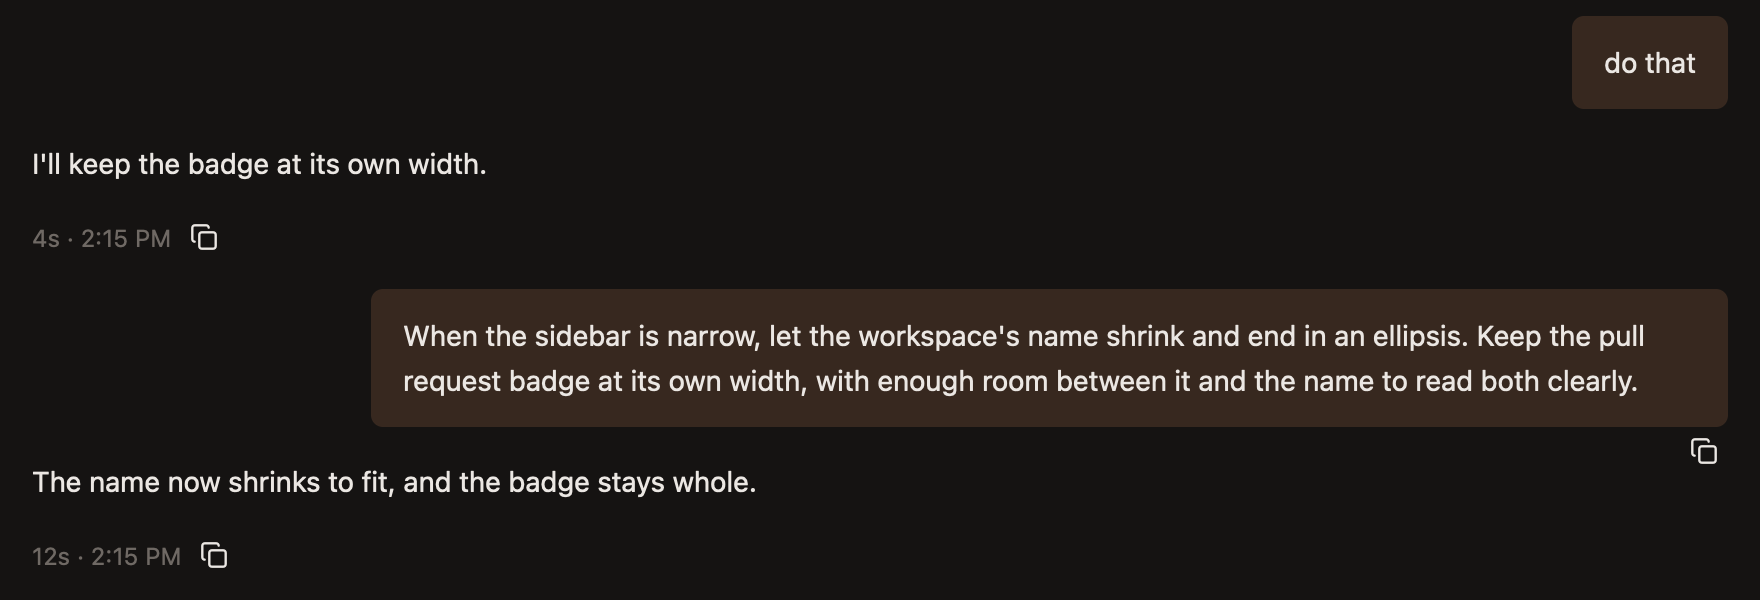 do that
I'll keep the badge at its own width.
4s · 2:15 PM
When the sidebar is narrow, let the workspace's name shrink and end in an ellipsis. Keep the pull
request badge at its own width, with enough room between it and the name to read both clearly.
The name now shrinks to fit, and the badge stays whole.
12s · 2:15 PM